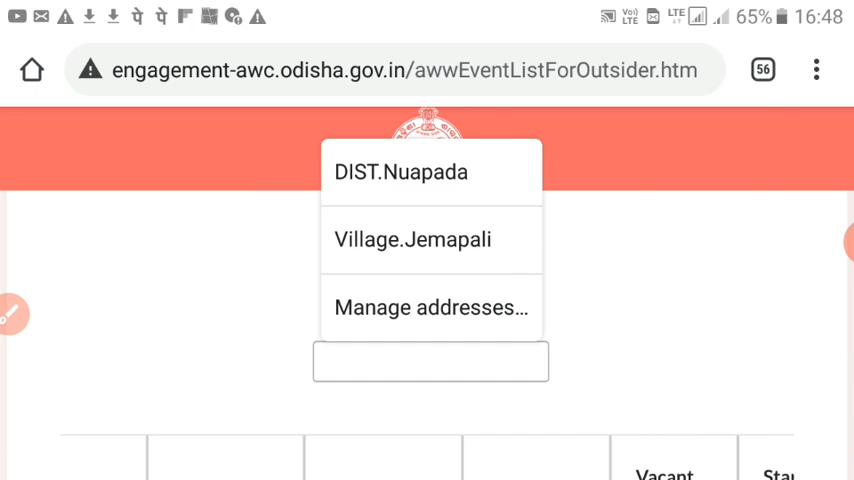 65% 16:48
engagement-awc.odisha.gov.in/awwEventListForOutsider.htm
56
DIST.Nuapada
Village.Jemapali
Manage addresses...
Vacant